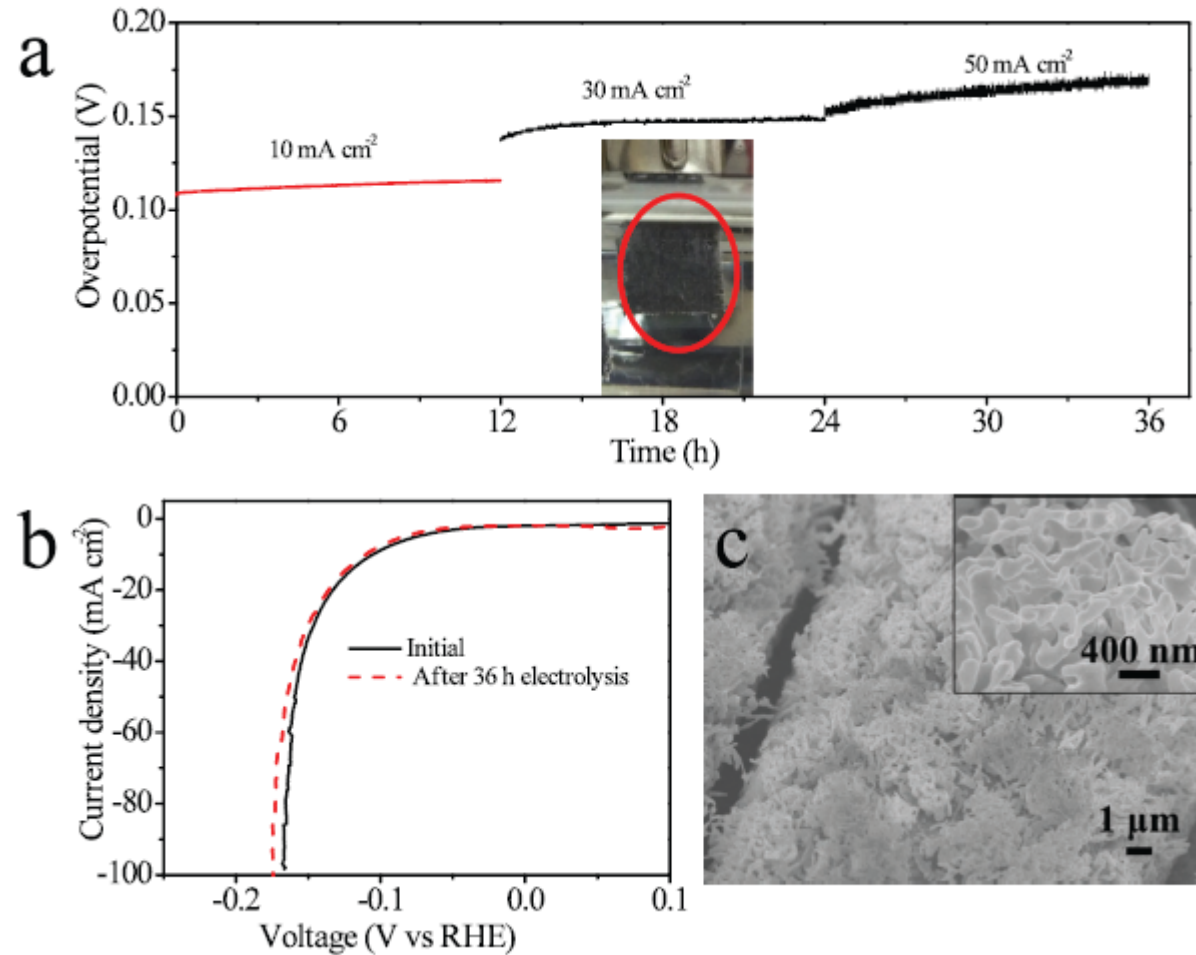 a
0.20
0.15
0.10
0.05
0.00
Overpotential (V)
10 mA cm⁻²
30 mA cm⁻²
50 mA cm⁻²
0
6
12
18
24
30
36
Time (h)
b
0
-20
-40
-60
-80
-100
Current density (mA cm⁻²)
Initial
After 36 h electrolysis
-0.2
-0.1
0.0
0.1
Voltage (V vs RHE)
c
400 nm
1 μm